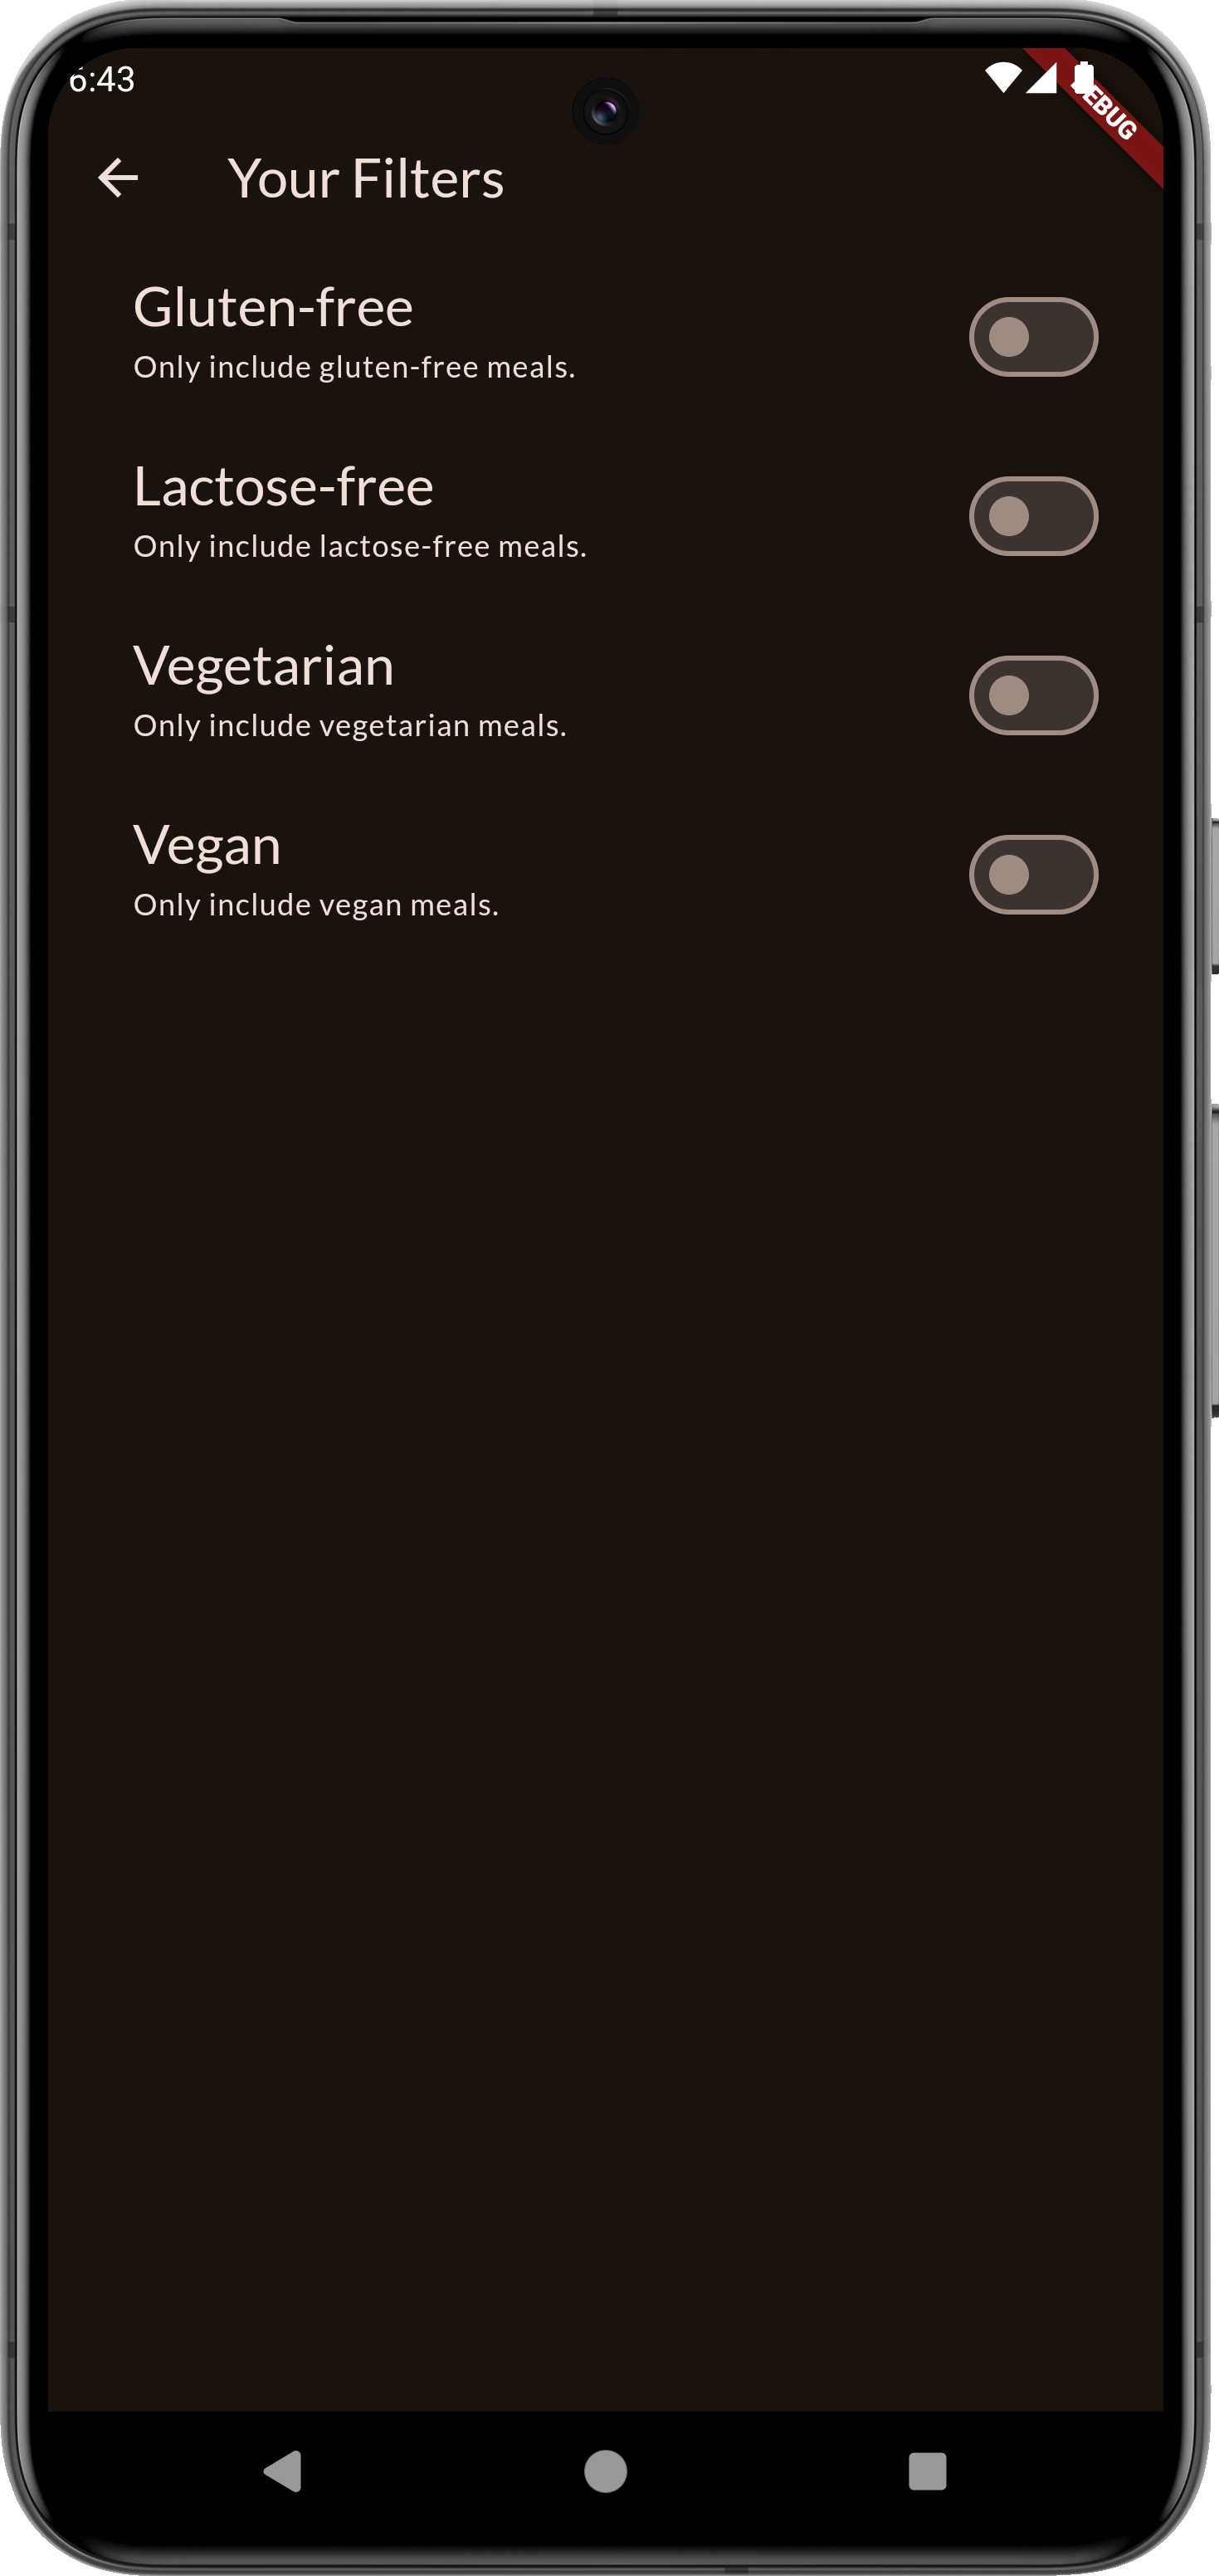 6:43
DEBUG
Your Filters
Gluten-free
Only include gluten-free meals.
Lactose-free
Only include lactose-free meals.
Vegetarian
Only include vegetarian meals.
Vegan
Only include vegan meals.